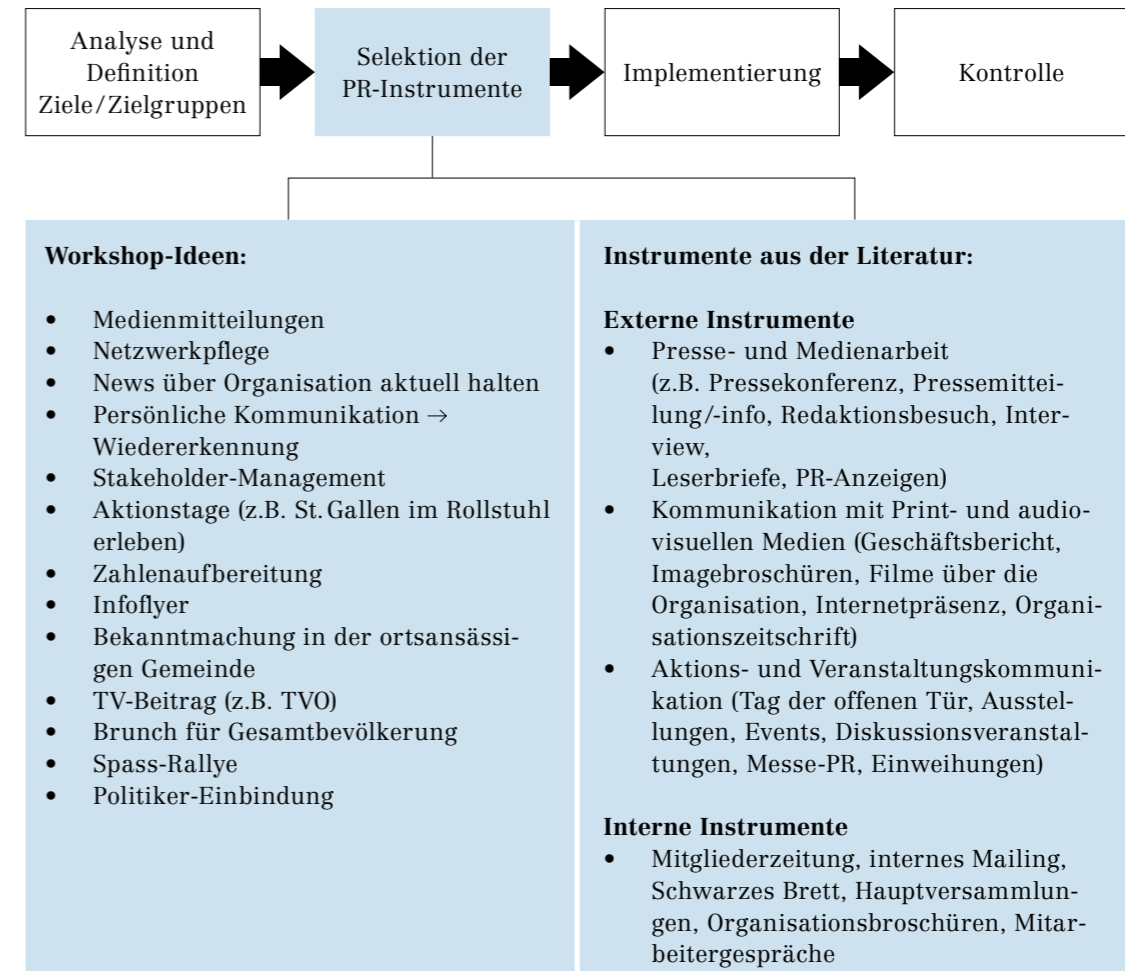 Analyse und
Definition
Ziele/Zielgruppen
Selektion der
PR-Instrumente
Implementierung
Kontrolle
Workshop-Ideen:
• Medienmitteilungen
• Netzwerkpflege
• News über Organisation aktuell halten
• Persönliche Kommunikation →
Wiedererkennung
• Stakeholder-Management
• Aktionstage (z.B. St. Gallen im Rollstuhl
erleben)
• Zahlenaufbereitung
• Infoflyer
• Bekanntmachung in der ortsansässi-
gen Gemeinde
• TV-Beitrag (z.B. TVO)
• Brunch für Gesamtbevölkerung
• Spass-Rallye
• Politiker-Einbindung
Instrumente aus der Literatur:
Externe Instrumente
• Presse- und Medienarbeit
(z.B. Pressekonferenz, Pressemittei-
lung/-info, Redaktionsbesuch, Inter-
view,
Leserbriefe, PR-Anzeigen)
• Kommunikation mit Print- und audio-
visuellen Medien (Geschäftsbericht,
Imagebroschüren, Filme über die
Organisation, Internetpräsenz, Organi-
sationszeitschrift)
• Aktions- und Veranstaltungskommuni-
kation (Tag der offenen Tür, Ausstel-
lungen, Events, Diskussionsveranstal-
tungen, Messe-PR, Einweihungen)
Interne Instrumente
• Mitgliederzeitung, internes Mailing,
Schwarzes Brett, Hauptversammlun-
gen, Organisationsbroschüren, Mitar-
beitergespräche